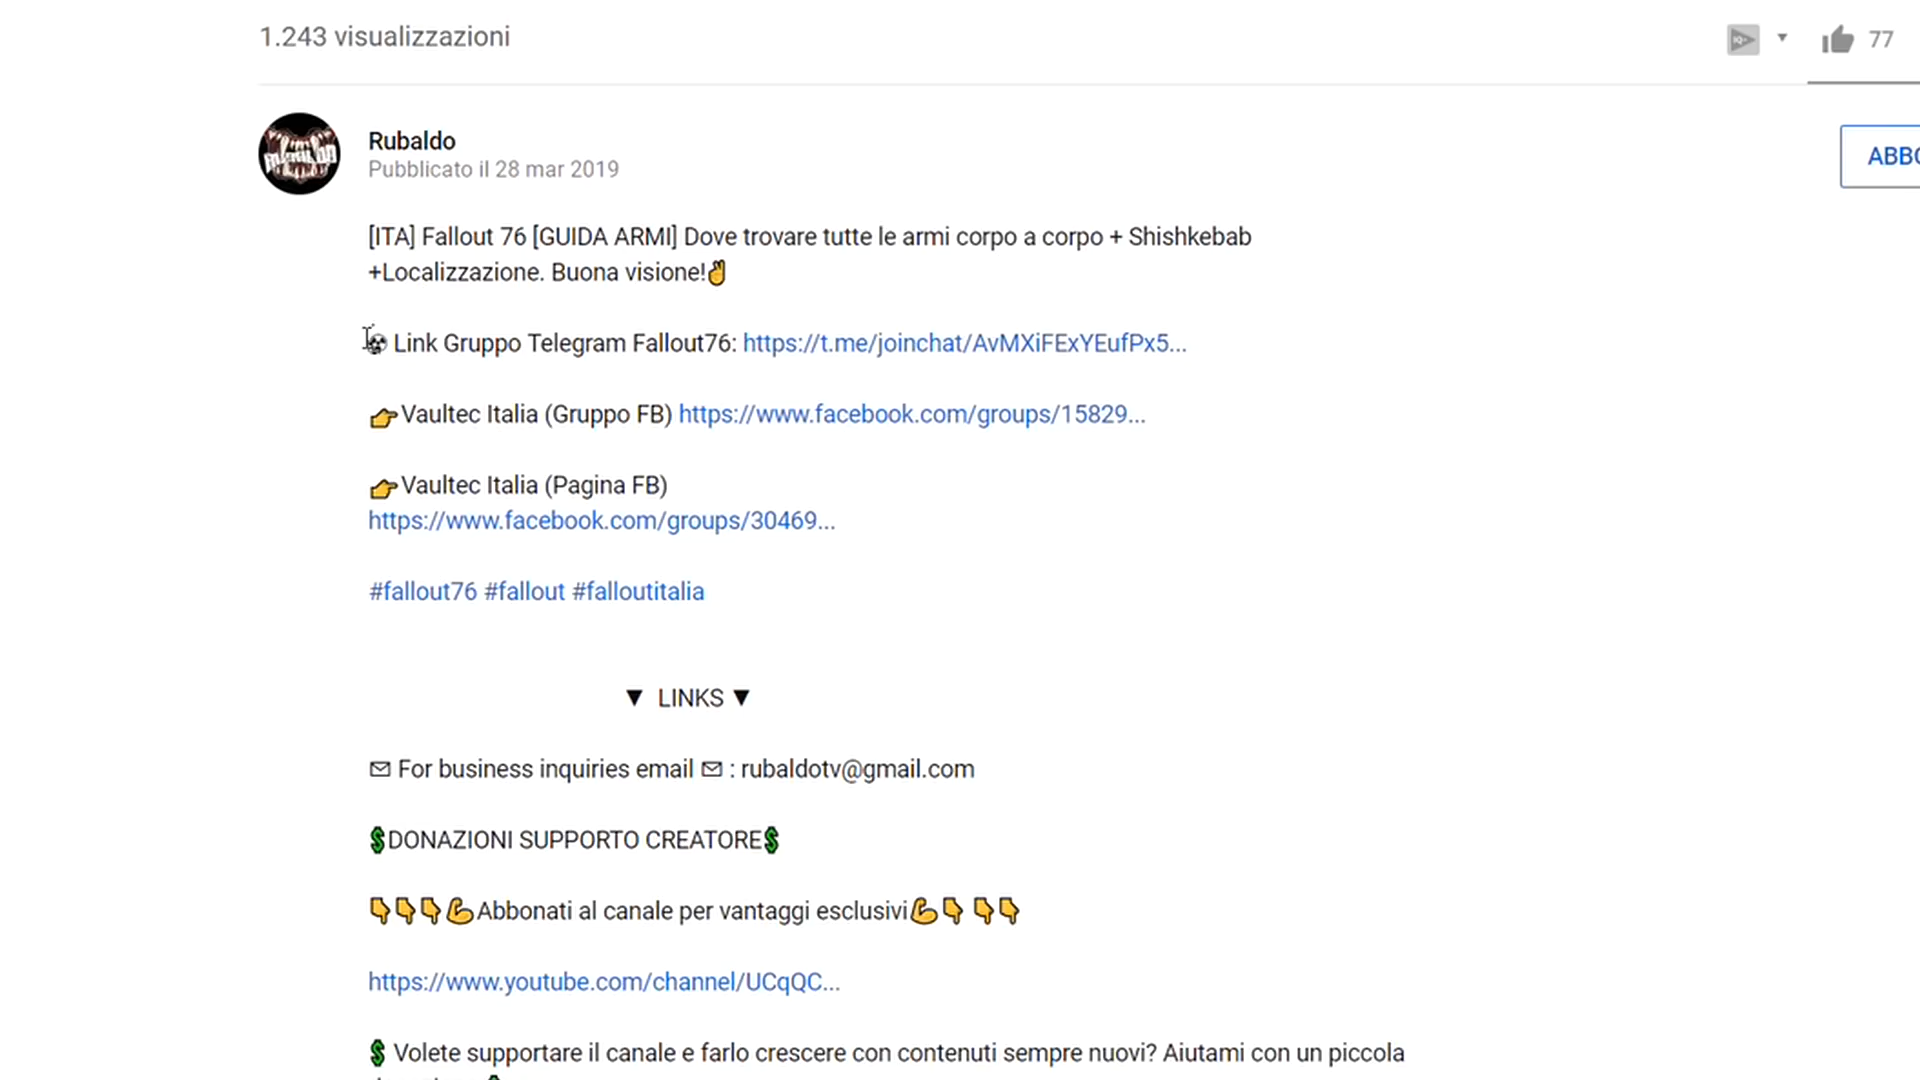 1.243 visualizzazioni
77
Rubaldo
Pubblicato il 28 mar 2019
ABBO
[ITA] Fallout 76 [GUIDA ARMI] Dove trovare tutte le armi corpo a corpo + Shishkebab
+Localizzazione. Buona visione!✌
☢ Link Gruppo Telegram Fallout76: https://t.me/joinchat/AvMXiFExYEufPx5...
👉Vaultec Italia (Gruppo FB) https://www.facebook.com/groups/15829...
👉Vaultec Italia (Pagina FB)
https://www.facebook.com/groups/30469...
#fallout76 #fallout #falloutitalia
▼ LINKS ▼
✉ For business inquiries email ✉ : rubaldotv@gmail.com
💲DONAZIONI SUPPORTO CREATORE💲
👇👇👇💪Abbonati al canale per vantaggi esclusivi💪👇 👇👇
https://www.youtube.com/channel/UCqQC...
💲 Volete supportare il canale e farlo crescere con contenuti sempre nuovi? Aiutami con un piccola